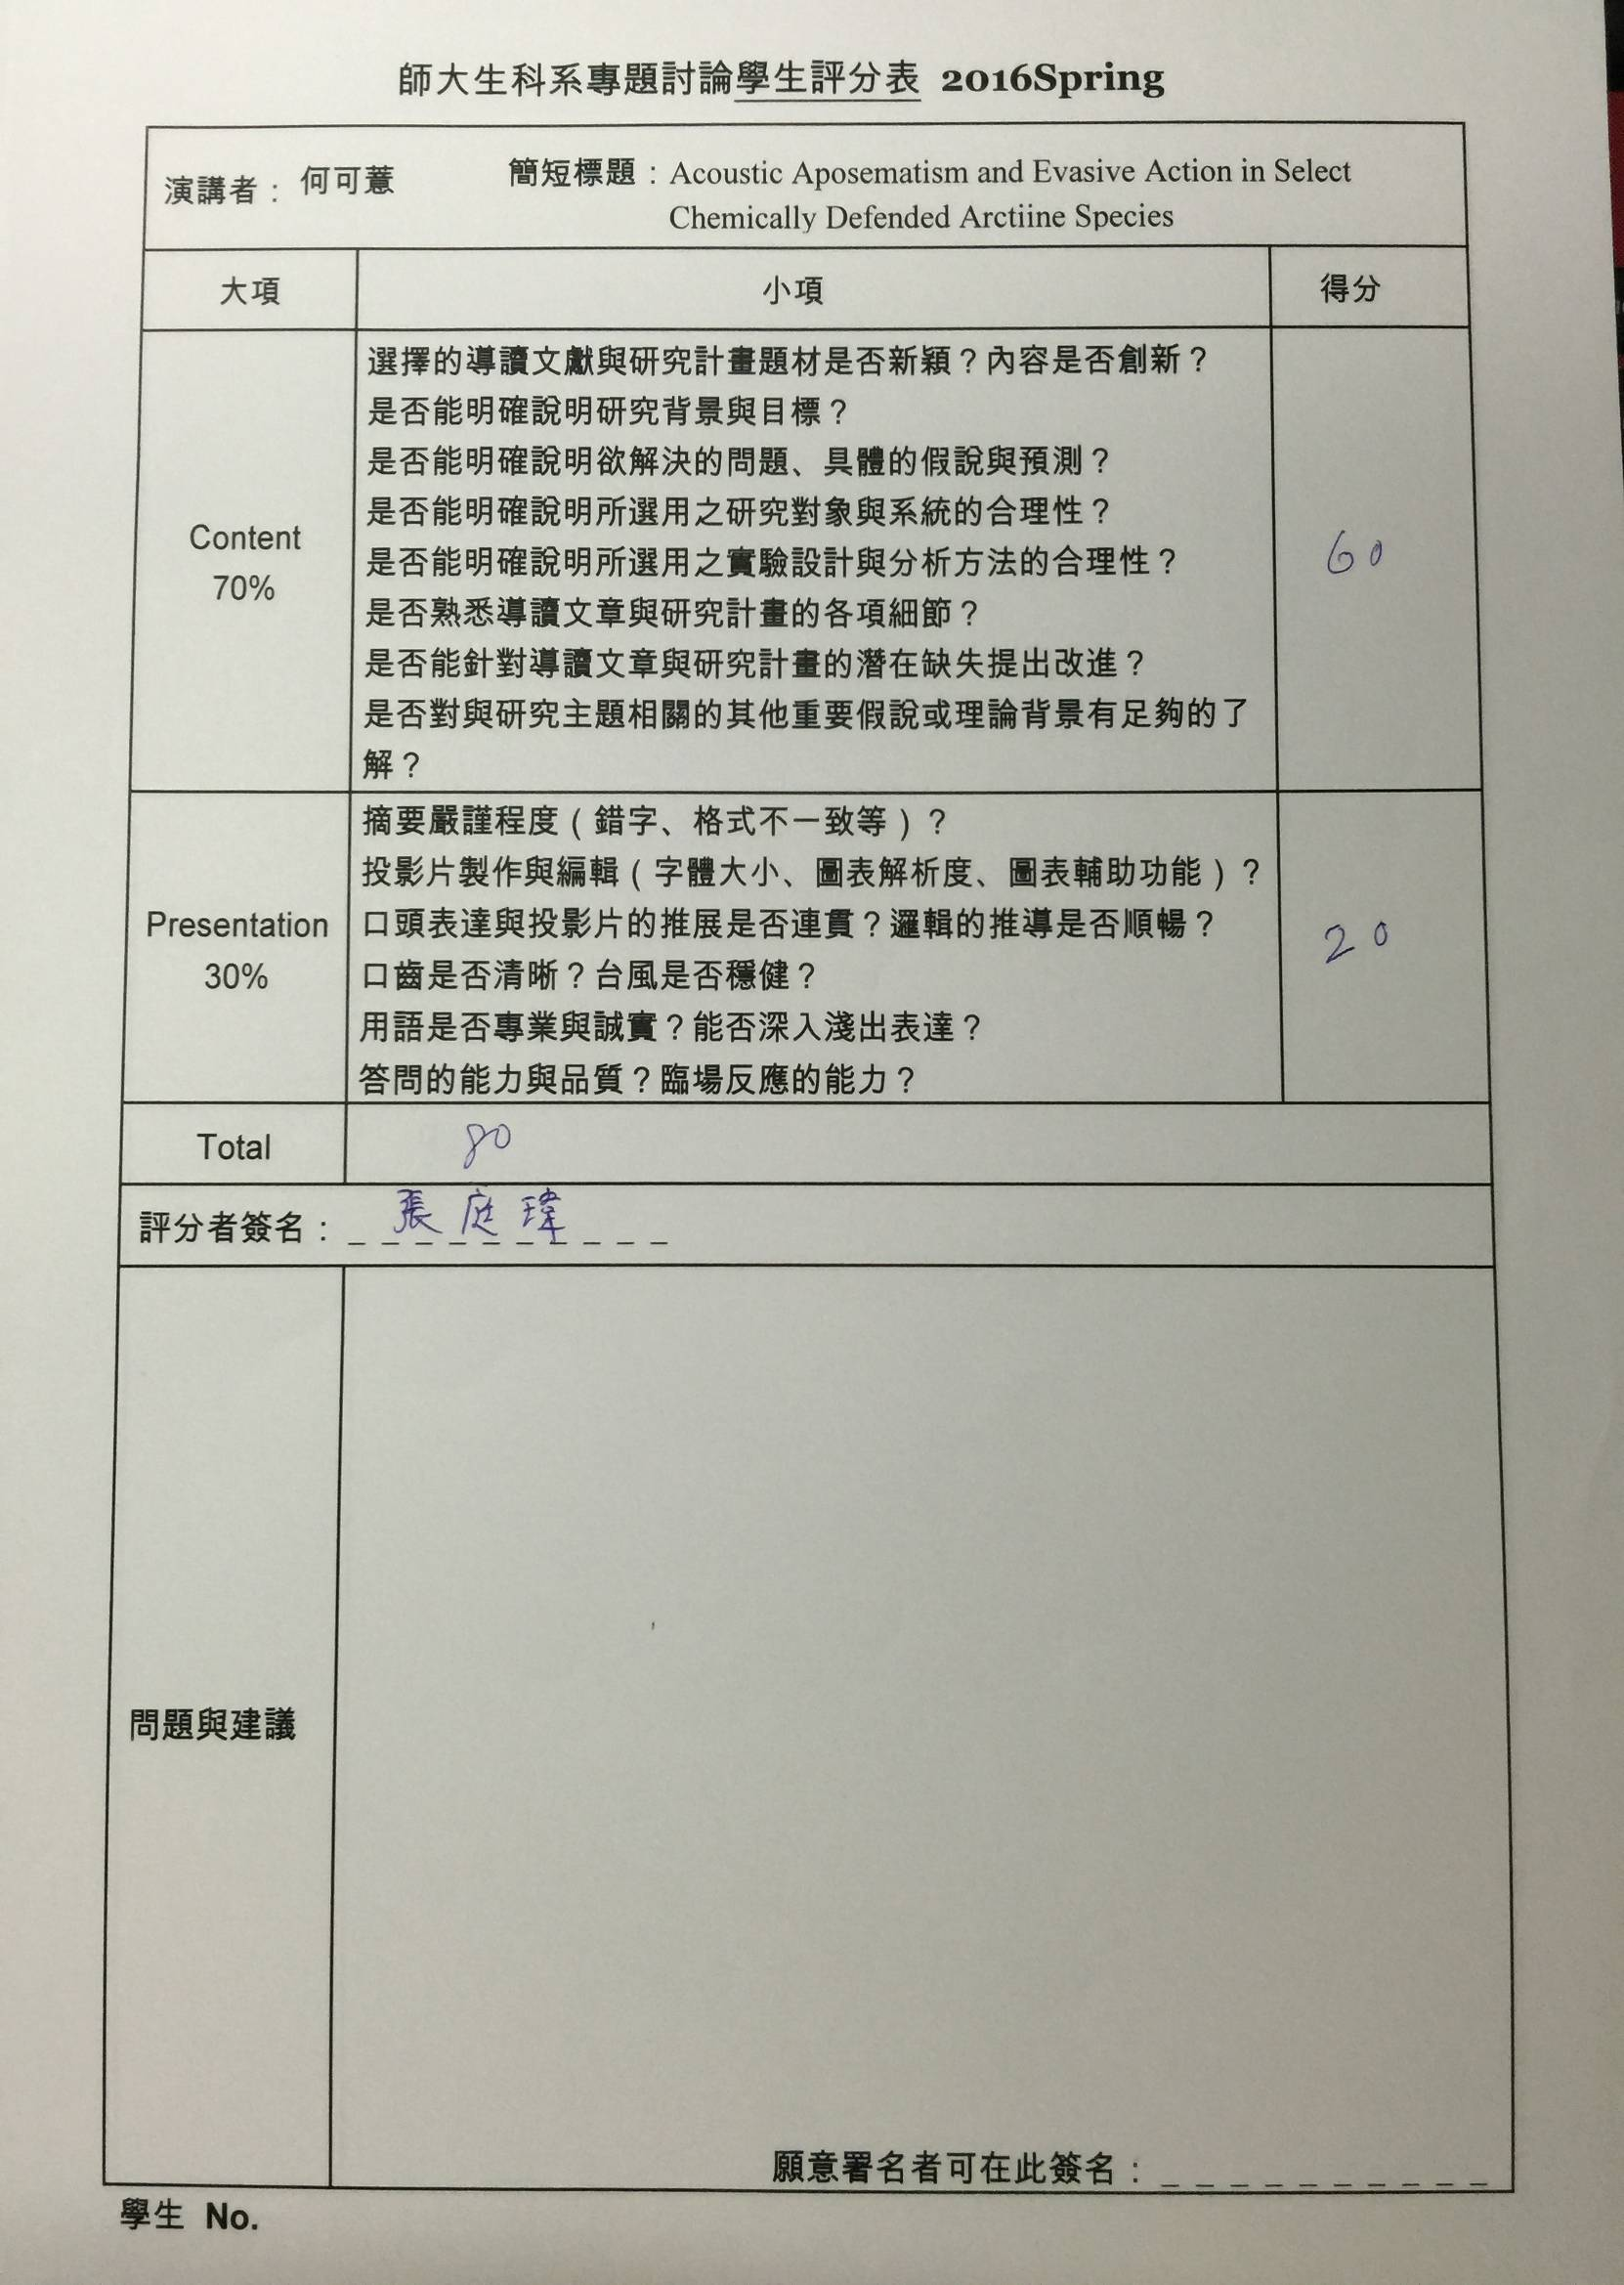 師大生科系專題討論學生評分表 2016Spring
演講者： 何可薏
簡短標題：Acoustic Aposematism and Evasive Action in Select
Chemically Defended Arctiine Species
大項 小項 得分
Content
70%
選擇的導讀文獻與研究計畫題材是否新穎？內容是否創新？
是否能明確說明研究背景與目標？
是否能明確說明欲解決的問題、具體的假說與預測？
是否能明確說明所選用之研究對象與系統的合理性？
是否能明確說明所選用之實驗設計與分析方法的合理性？
是否熟悉導讀文章與研究計畫的各項細節？
是否能針對導讀文章與研究計畫的潛在缺失提出改進？
是否對與研究主題相關的其他重要假說或理論背景有足夠的了
解？
60
Presentation
30%
摘要嚴謹程度（錯字、格式不一致等）？
投影片製作與編輯（字體大小、圖表解析度、圖表輔助功能）？
口頭表達與投影片的推展是否連貫？邏輯的推導是否順暢？
口齒是否清晰？台風是否穩健？
用語是否專業與誠實？能否深入淺出表達？
答問的能力與品質？臨場反應的能力？
20
Total 80
評分者簽名： 張庭瑋
問題與建議
願意署名者可在此簽名：
學生 No.